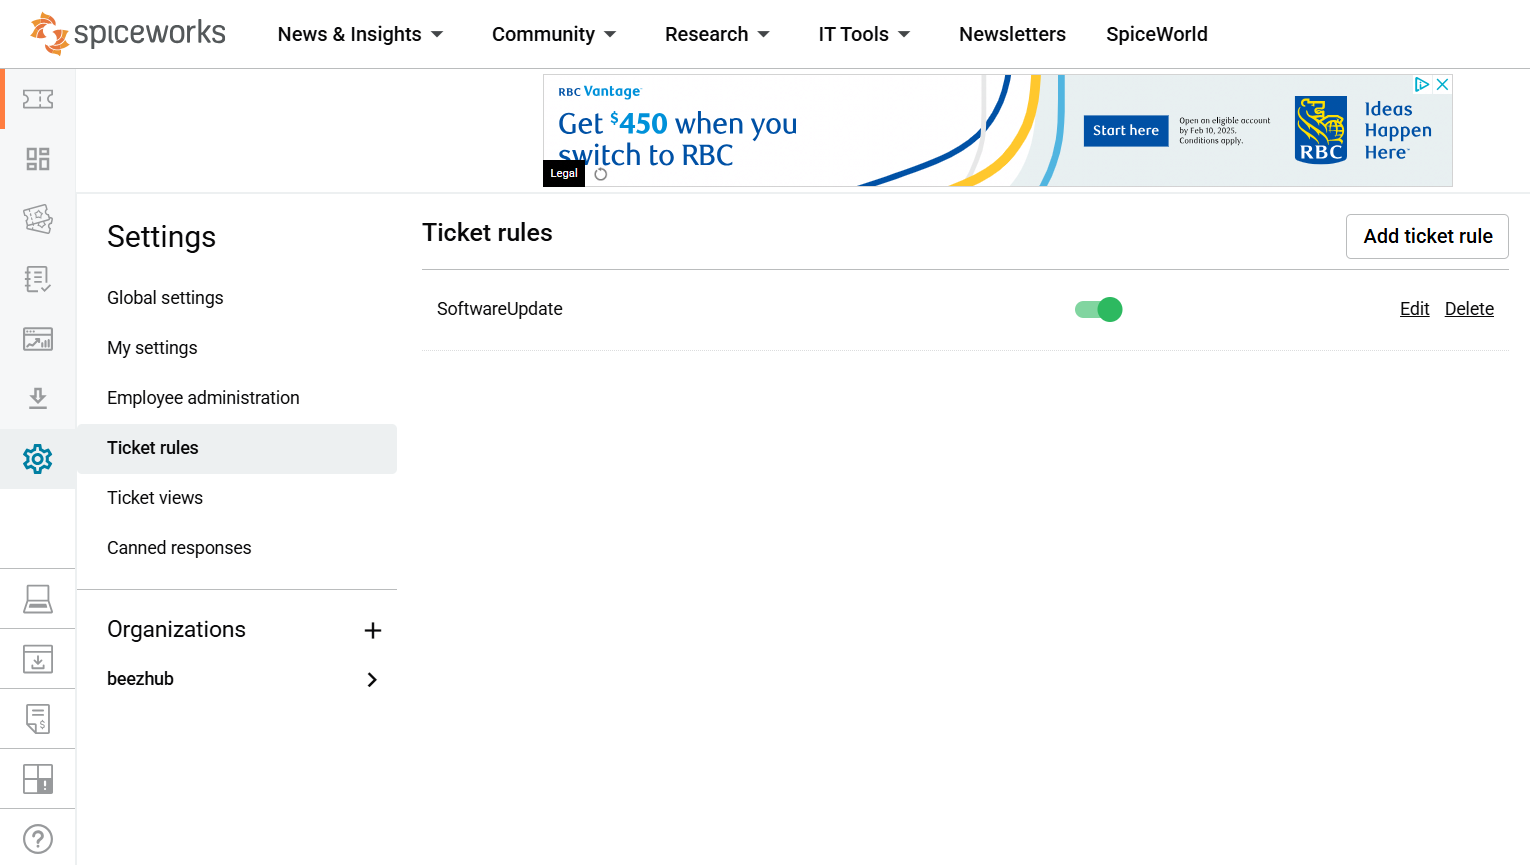 spiceworks
News & Insights
Community
Research
IT Tools
Newsletters
SpiceWorld
RBC Vantage
Get $450 when you
switch to RBC
Legal
Start here
Open an eligible account
by Feb 10, 2025.
Conditions apply.
RBC
Ideas
Happen
Here
Settings
Global settings
My settings
Employee administration
Ticket rules
Ticket views
Canned responses
Organizations
beezhub
Ticket rules
Add ticket rule
SoftwareUpdate
Edit Delete